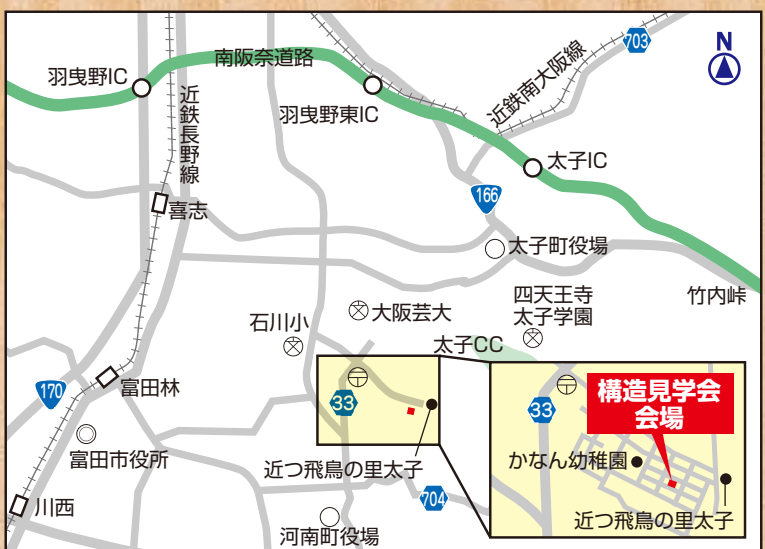 703
N
南阪奈道路
羽曳野IC
近鉄南大阪線
近鉄長野線
羽曳野東IC
太子IC
166
喜志
太子町役場
四天王寺
太子学園
竹内峠
大阪芸大
石川小
太子CC
170
富田林
33
33
構造見学会
会場
富田市役所
近つ飛鳥の里太子
かなん幼稚園
704
川西
河南町役場
近つ飛鳥の里太子